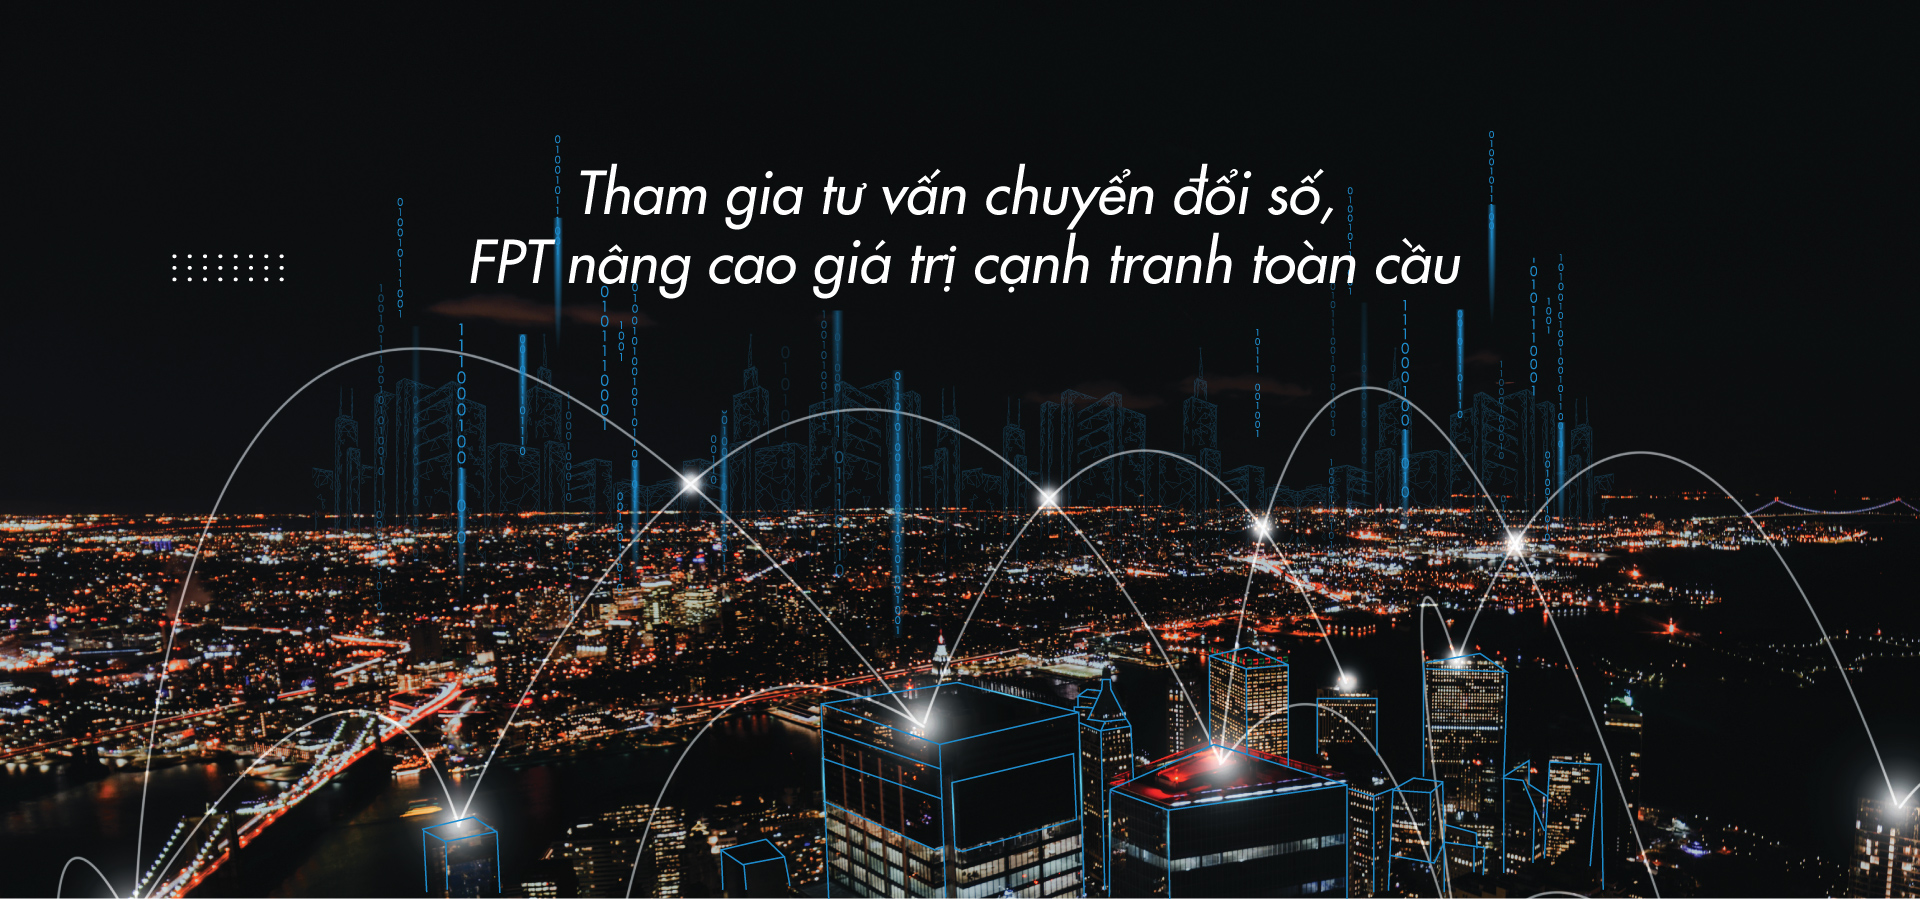 Tham gia tư vấn chuyển đổi số,
FPT nâng cao giá trị cạnh tranh toàn cầu